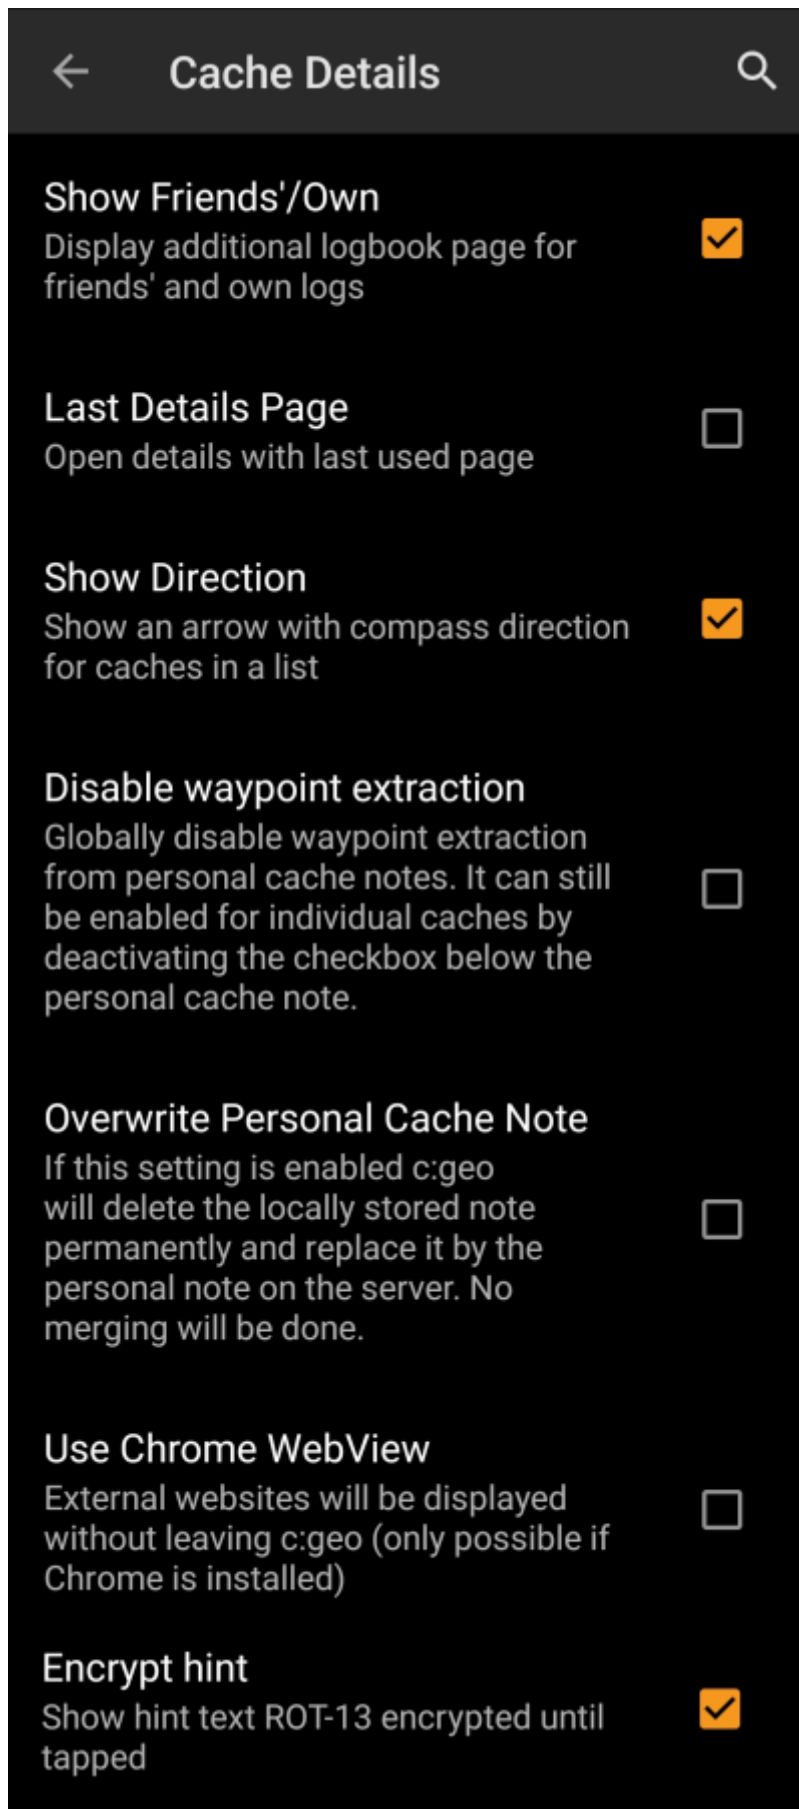 Cache Details
Show Friends'/Own
Display additional logbook page for
friends' and own logs
Last Details Page
Open details with last used page
Show Direction
Show an arrow with compass direction
for caches in a list
Disable waypoint extraction
Globally disable waypoint extraction
from personal cache notes. It can still
be enabled for individual caches by
deactivating the checkbox below the
personal cache note.
Overwrite Personal Cache Note
If this setting is enabled c:geo
will delete the locally stored note
permanently and replace it by the
personal note on the server. No
merging will be done.
Use Chrome WebView
External websites will be displayed
without leaving c:geo (only possible if
Chrome is installed)
Encrypt hint
Show hint text ROT-13 encrypted until
tapped